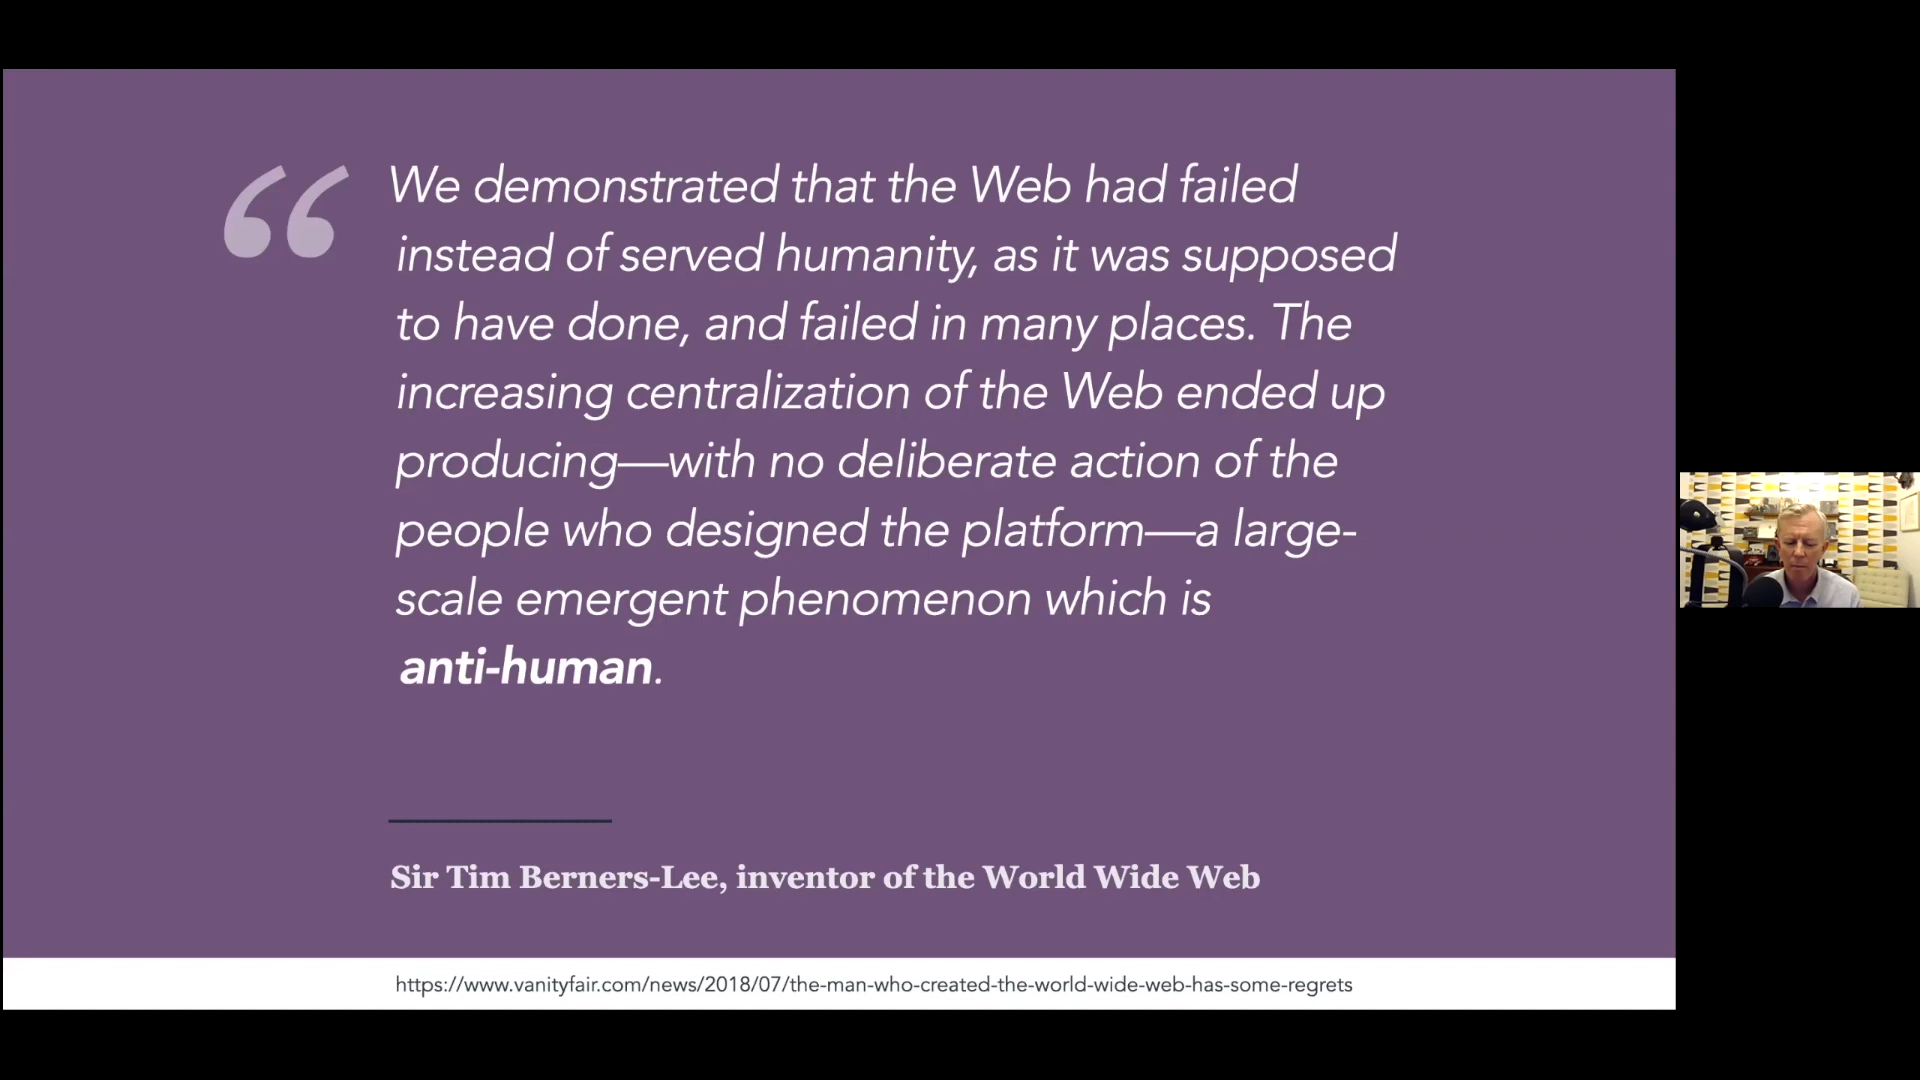 “
We demonstrated that the Web had failed
instead of served humanity, as it was supposed
to have done, and failed in many places. The
increasing centralization of the Web ended up
producing—with no deliberate action of the
people who designed the platform—a large-
scale emergent phenomenon which is
anti-human.
Sir Tim Berners-Lee, inventor of the World Wide Web
https://www.vanityfair.com/news/2018/07/the-man-who-created-the-world-wide-web-has-some-regrets